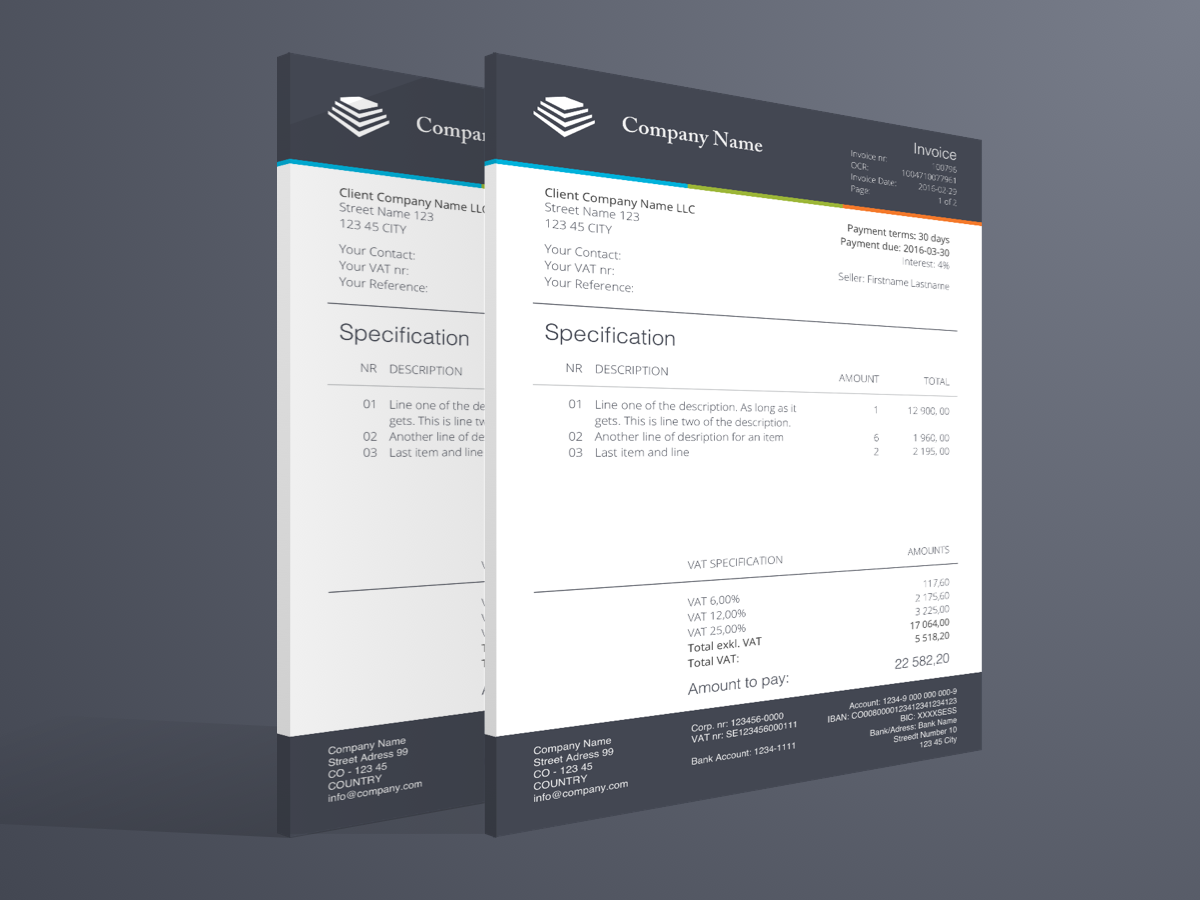 Compan
Client Company Name LLC
Street Name 123
123 45 CITY
Your Contact:
Your VAT nr:
Your Reference:
Specification
NR DESCRIPTION
01 Line one of the de
gets. This is line tw
02 Another line of de
03 Last item and line
Company Name
Street Adress 99
CO - 123 45
COUNTRY
info@company.com
Company Name
Invoice
Invoice nr: 100796
OCR: 1004710077961
Invoice Date: 2016-02-29
Page: 1 of 2
Client Company Name LLC
Street Name 123
123 45 CITY
Your Contact:
Your VAT nr:
Your Reference:
Payment terms: 30 days
Payment due: 2016-03-30
Interest: 4%
Seller: Firstname Lastname
Specification
NR DESCRIPTION AMOUNT TOTAL
01 Line one of the description. As long as it 1 12 900, 00
gets. This is line two of the description.
02 Another line of desription for an item 6 1 960, 00
03 Last item and line 2 2 195, 00
VAT SPECIFICATION AMOUNTS
VAT 6,00% 117,60
VAT 12,00% 2 175,60
VAT 25,00% 3 225,00
Total exkl. VAT 17 064,00
Total VAT: 5 518,20
Amount to pay: 22 582,20
Company Name
Street Adress 99
CO - 123 45
COUNTRY
info@company.com
Corp. nr: 123456-0000
VAT nr: SE123456000111
Bank Account: 1234-1111
Account: 1234-9 000 000 000-9
IBAN: CO0080000123412341234123
BIC: XXXXSESS
Bank/Adress: Bank Name
Streedt Number 10
123 45 City